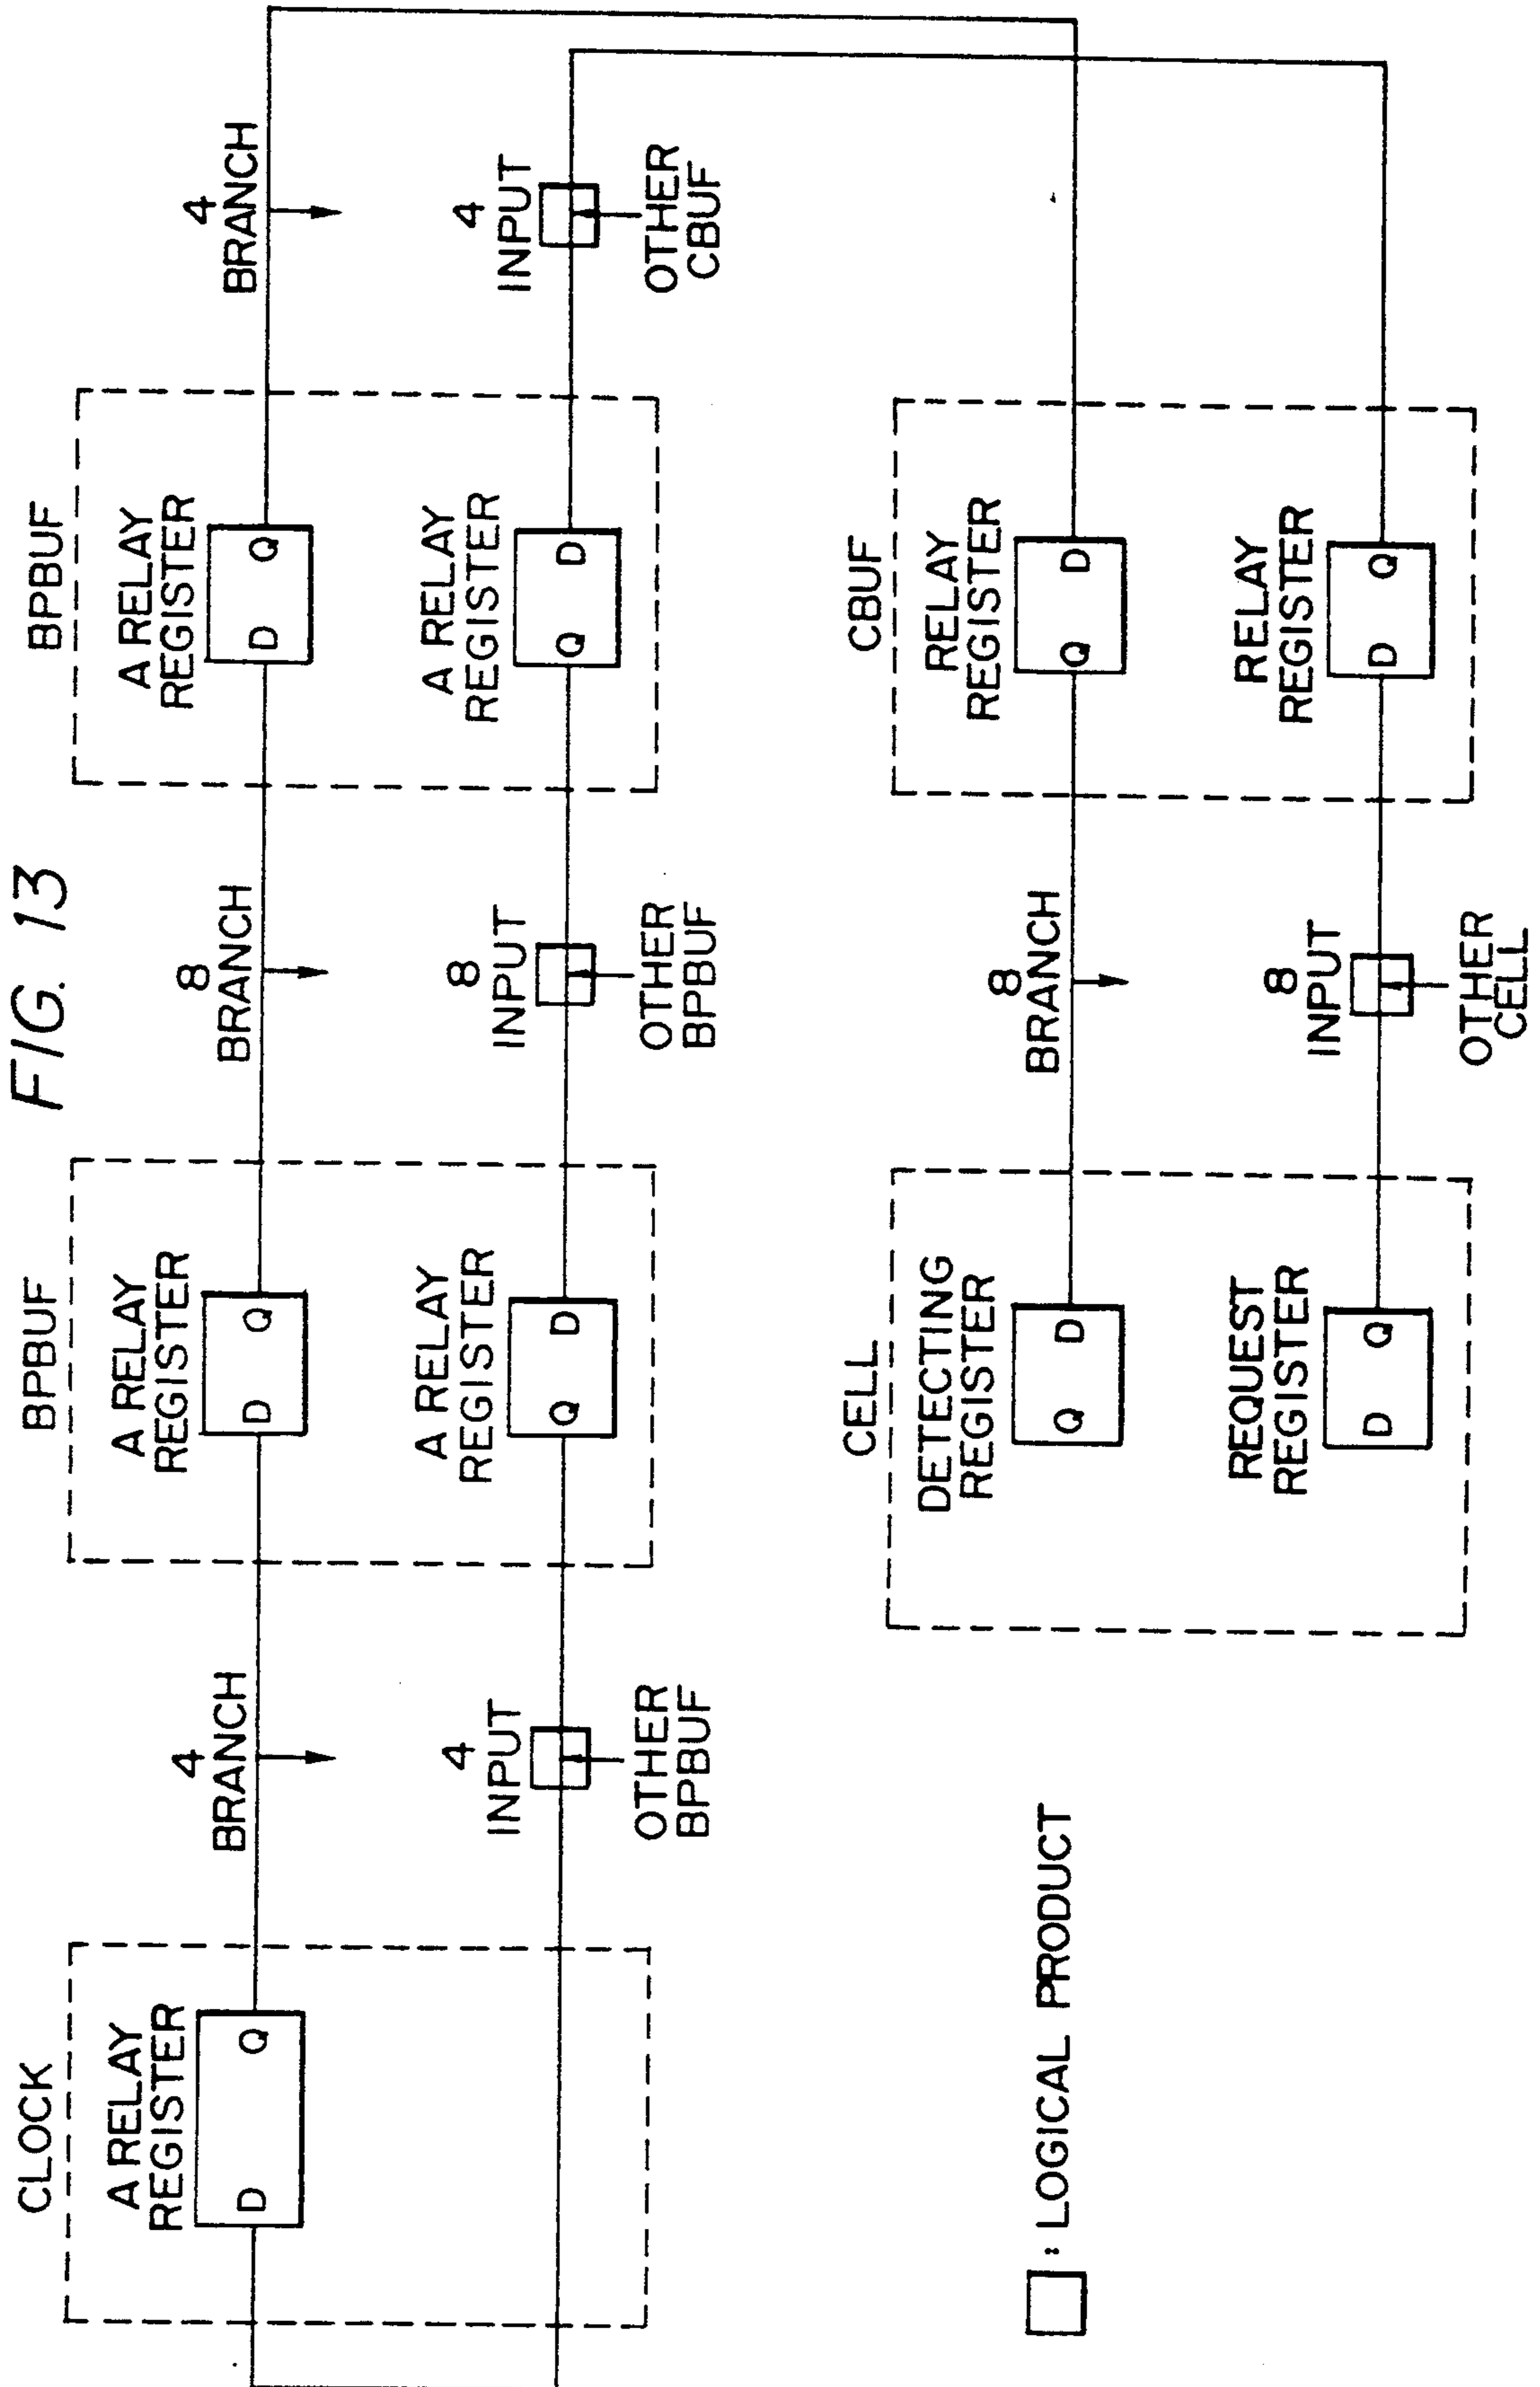 FIG. 13
CLOCK
A RELAY
REGISTER
D
Q
4
BRANCH
4
INPUT
OTHER
BPBUF
BPBUF
A RELAY
REGISTER
D
Q
A RELAY
REGISTER
Q
D
8
BRANCH
8
INPUT
OTHER
BPBUF
BPBUF
A RELAY
REGISTER
D
Q
A RELAY
REGISTER
Q
D
4
BRANCH
4
INPUT
OTHER
CBUF
CELL
DETECTING
REGISTER
Q
D
REQUEST
REGISTER
D
Q
8
BRANCH
8
INPUT
OTHER
CELL
CBUF
RELAY
REGISTER
Q
D
RELAY
REGISTER
D
Q
: LOGICAL PRODUCT